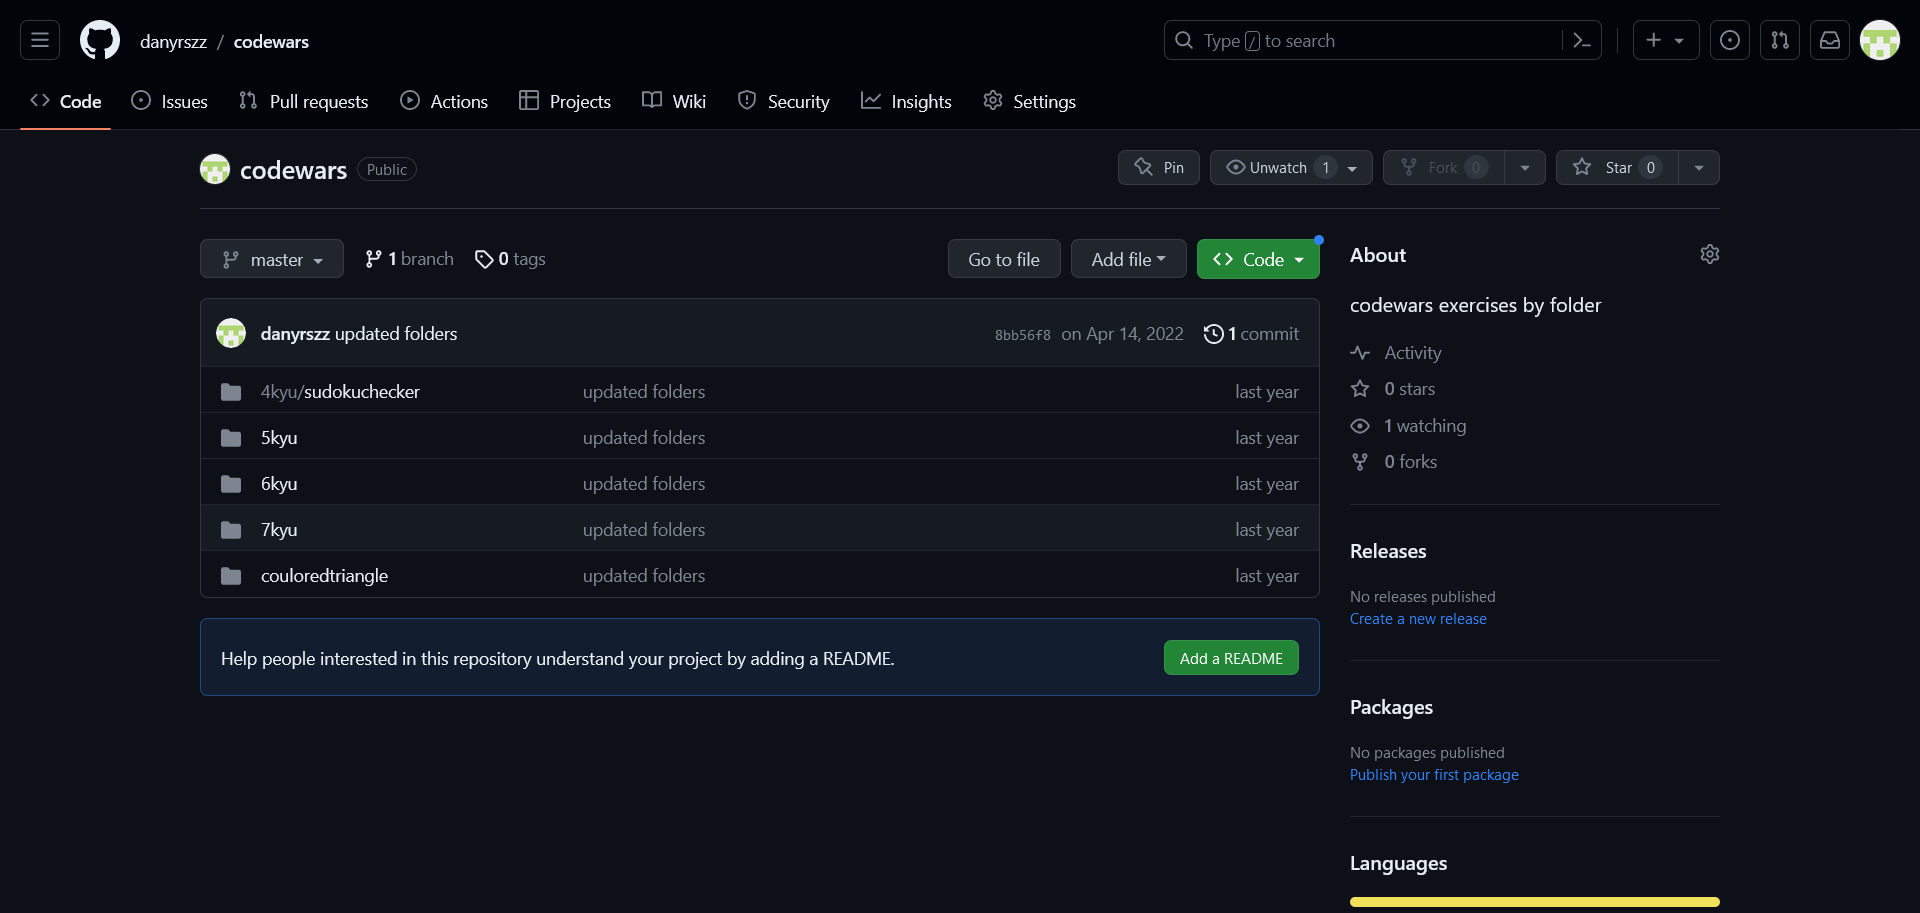 danyrszz / codewars
Type / to search
Code Issues Pull requests Actions Projects Wiki Security Insights Settings
codewars Public
Pin Unwatch 1 Fork 0 Star 0
master 1 branch 0 tags Go to file Add file Code
danyrszz updated folders 8bb56f8 on Apr 14, 2022 1 commit
4kyu/sudokuchecker updated folders last year
5kyu updated folders last year
6kyu updated folders last year
7kyu updated folders last year
couloredtriangle updated folders last year
Help people interested in this repository understand your project by adding a README. Add a README
About
codewars exercises by folder
Activity
0 stars
1 watching
0 forks
Releases
No releases published
Create a new release
Packages
No packages published
Publish your first package
Languages